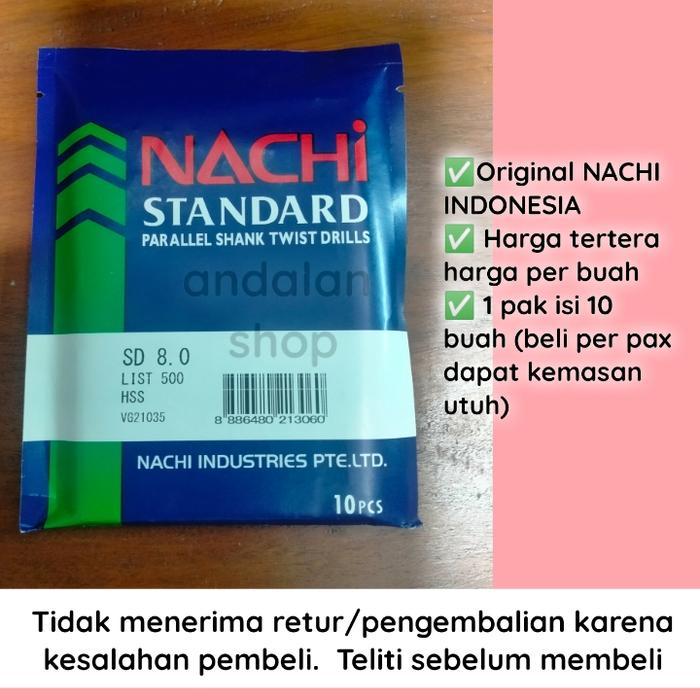 NACHi
STANDARD
PARALLEL SHANK TWIST DRILLS
andalan
shop
SD 8.0
LIST 500
HSS
VG21035
8 886480 213060
NACHI INDUSTRIES PTE.LTD.
10PCS
✅Original NACHI
INDONESIA
✅ Harga tertera
harga per buah
✅ 1 pak isi 10
buah (beli per pax
dapat kemasan
utuh)
Tidak menerima retur/pengembalian karena
kesalahan pembeli.  Teliti sebelum membeli